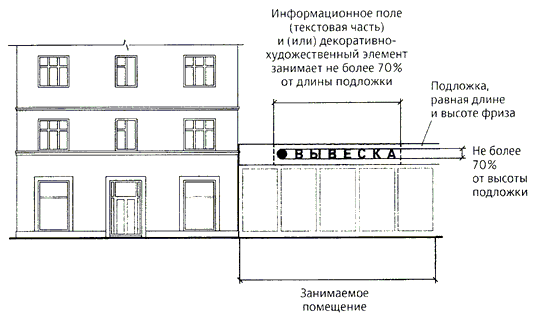 Информационное поле
(текстовая часть)
и (или) декоративно-
художественный элемент
занимает не более 70%
от длины подложки
Подложка,
равная длине
и высоте фриза
ВЫВЕСКА
Не более
70%
от высоты
подложки
Занимаемое
помещение